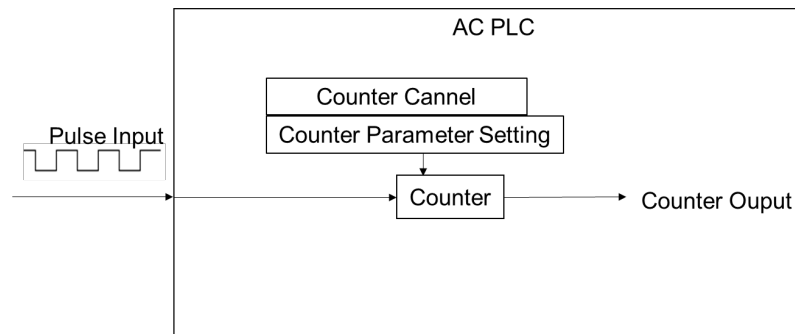 AC PLC
Counter Cannel
Pulse Input
Counter Parameter Setting
Counter
Counter Ouput